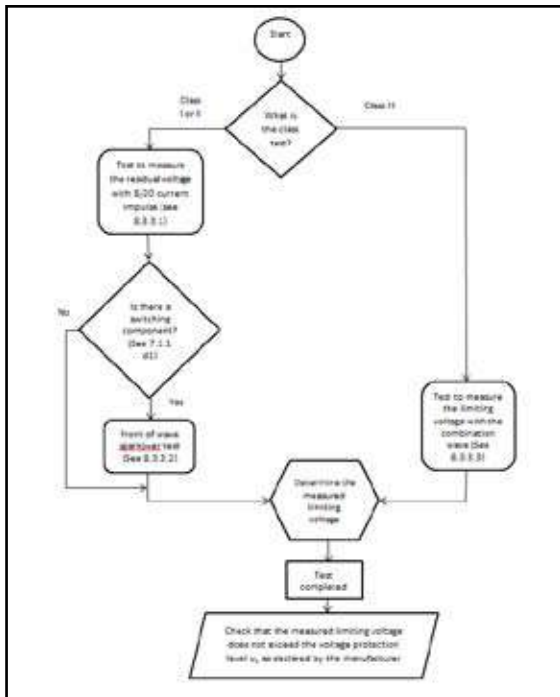 Start
Class
I or II
Class III
What is
the class
test?
Test to measure
the residual voltage
with 8/20 current
impulse (see
8.3.3.1)
Is there a
switching
component?
(See 7.1.1
d1)
No
Yes
Front of wave
sparkover test
(See 8.3.3.2)
Test to measure
the limiting
voltage with the
combination
wave (See
8.3.3.3)
Determine the
measured
limiting
voltage
Test
completed
Check that the measured limiting voltage
does not exceed the voltage protection
level as declared by the manufacturer